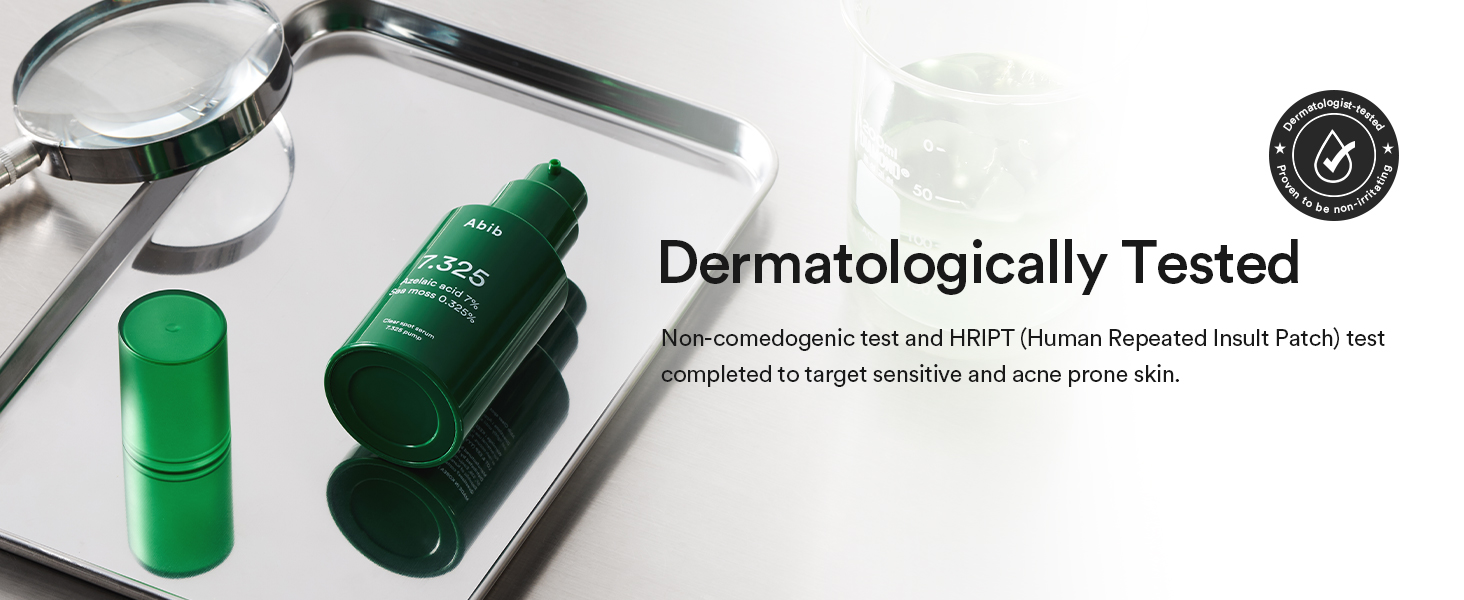 Abib
7.325
Azelaic acid 7%
Sea moss 0.325%
Clear spot serum
7.325 pump
0
50
Dermatologist-tested
Proven to be non-irritating
Dermatologically Tested
Non-comedogenic test and HRIPT (Human Repeated Insult Patch) test
completed to target sensitive and acne prone skin.